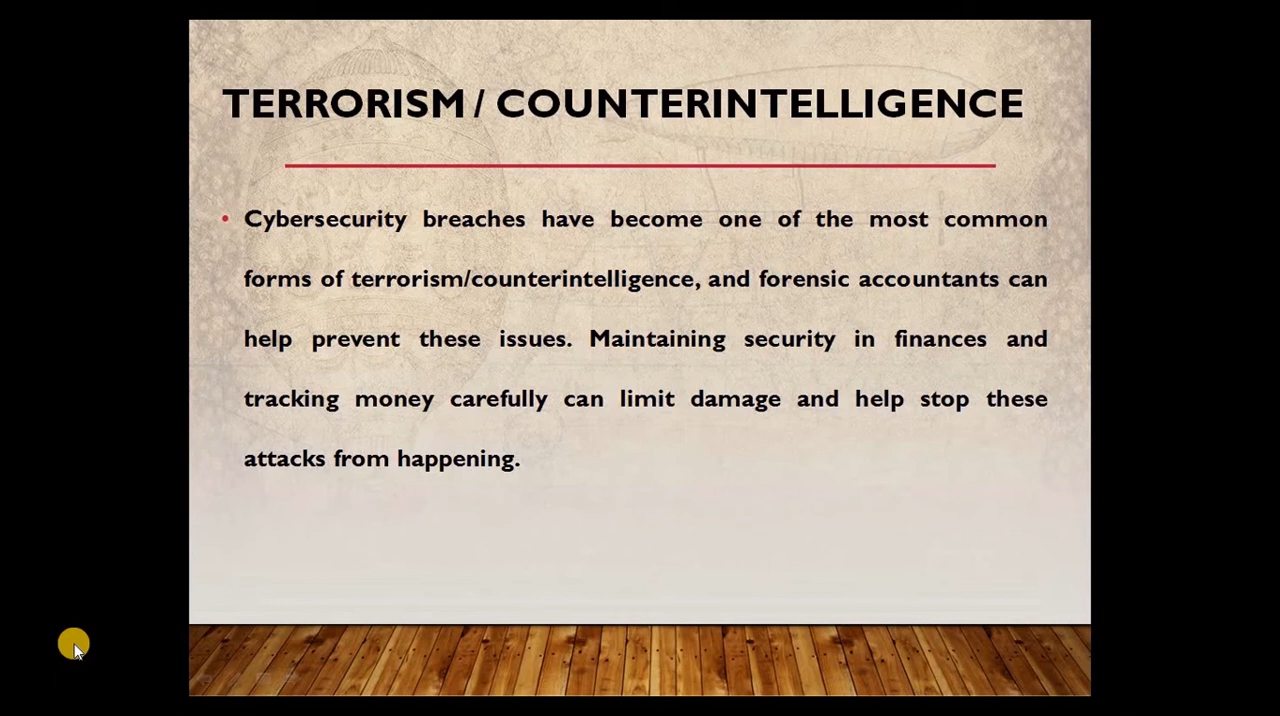 TERRORISM / COUNTERINTELLIGENCE
• Cybersecurity breaches have become one of the most common
forms of terrorism/counterintelligence, and forensic accountants can
help prevent these issues. Maintaining security in finances and
tracking money carefully can limit damage and help stop these
attacks from happening.